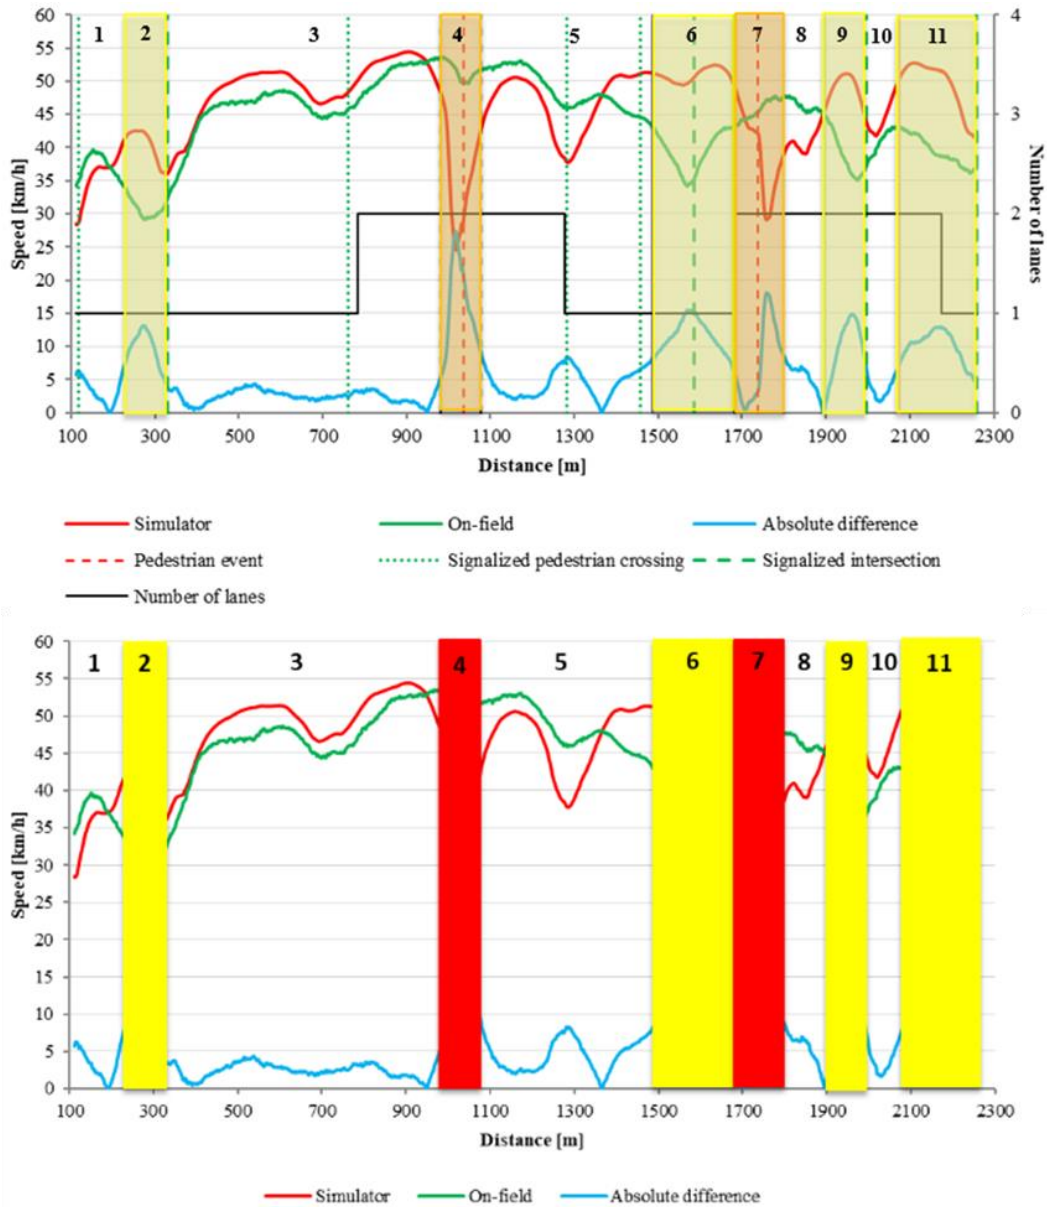 1 2 3 4 5 6 7 8 9 10 11
60 4
55
50
45 3
40
35
30 2
25
20
15 1
10
5
0 0
Speed [km/h]
Number of lanes
100 300 500 700 900 1100 1300 1500 1700 1900 2100 2300
Distance [m]
Simulator On-field Absolute difference
Pedestrian event Signalized pedestrian crossing Signalized intersection
Number of lanes
1 2 3 4 5 6 7 8 9 10 11
60
55
50
45
40
35
30
25
20
15
10
5
0
Speed [km/h]
100 300 500 700 900 1100 1300 1500 1700 1900 2100 2300
Distance [m]
Simulator On-field Absolute difference